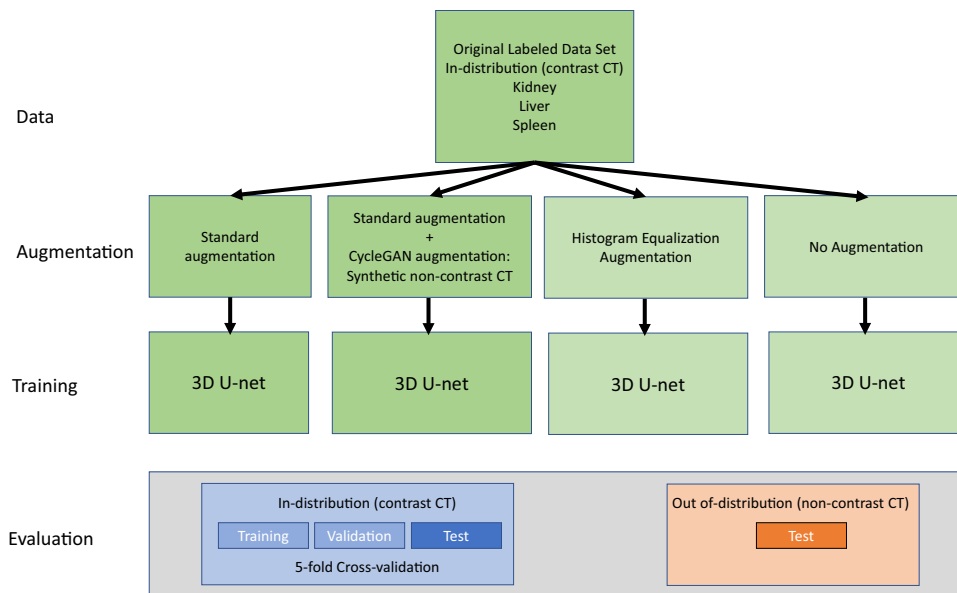 Original Labeled Data Set
In-distribution (contrast CT)
Kidney
Liver
Spleen
Data
Augmentation
Standard
augmentation
Standard augmentation
+
CycleGAN augmentation:
Synthetic non-contrast CT
Histogram Equalization
Augmentation
No Augmentation
Training
3D U-net
3D U-net
3D U-net
3D U-net
Evaluation
In-distribution (contrast CT)
Training
Validation
Test
5-fold Cross-validation
Out of-distribution (non-contrast CT)
Test